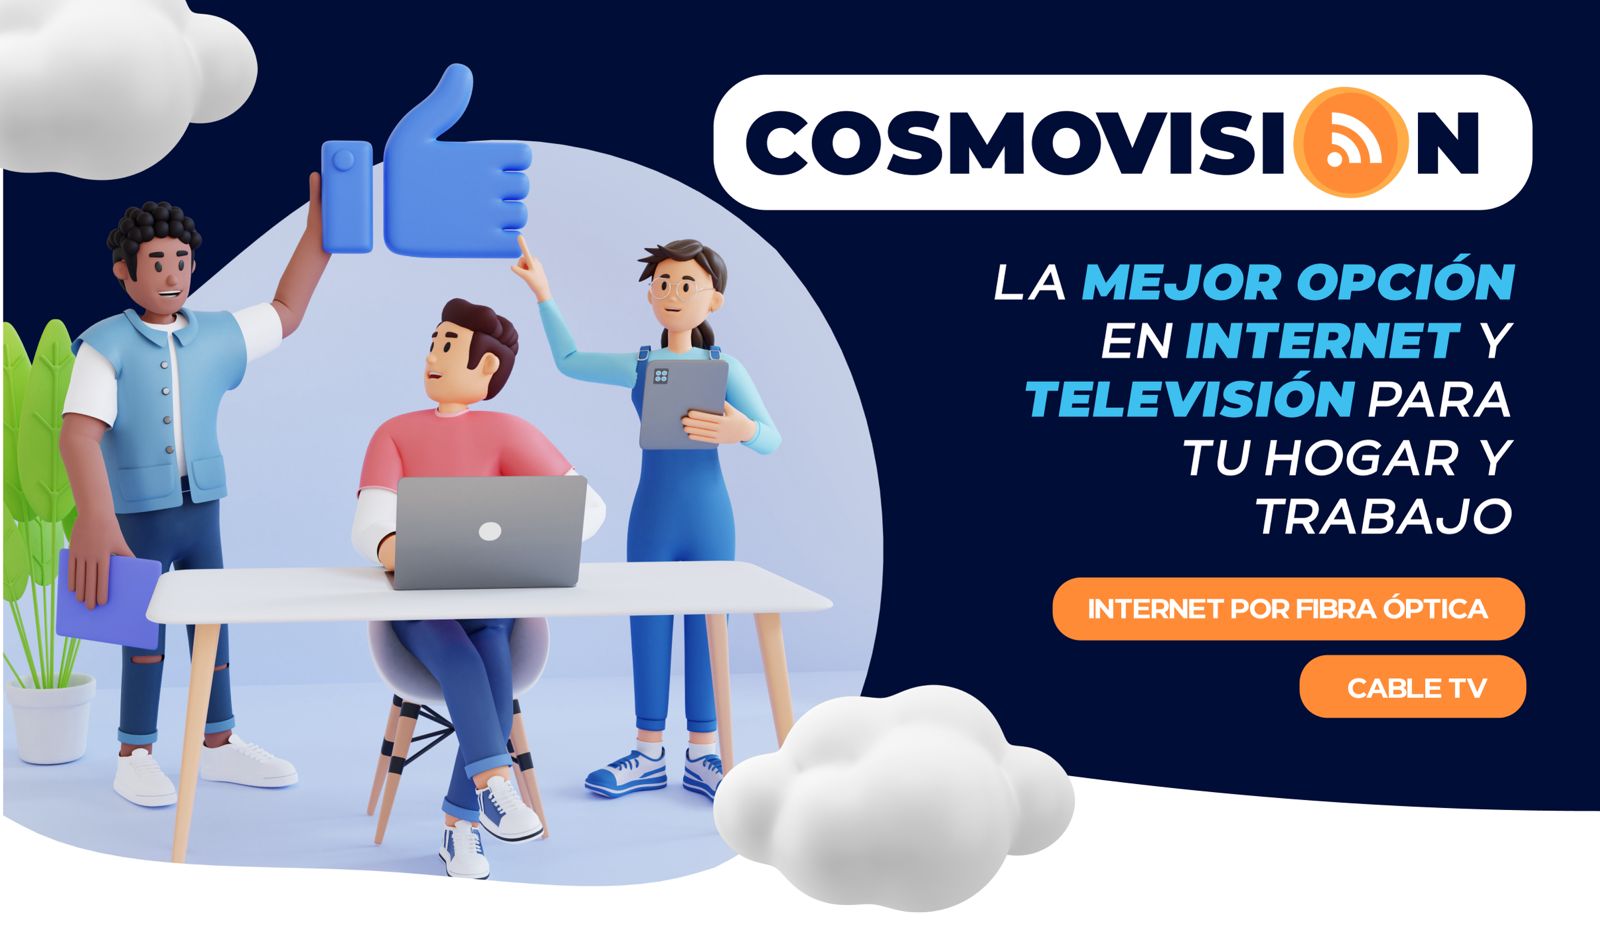 COSMOVISION
LA MEJOR OPCIÓN
EN INTERNET Y
TELEVISIÓN PARA
TU HOGAR Y
TRABAJO
INTERNET POR FIBRA ÓPTICA
CABLE TV